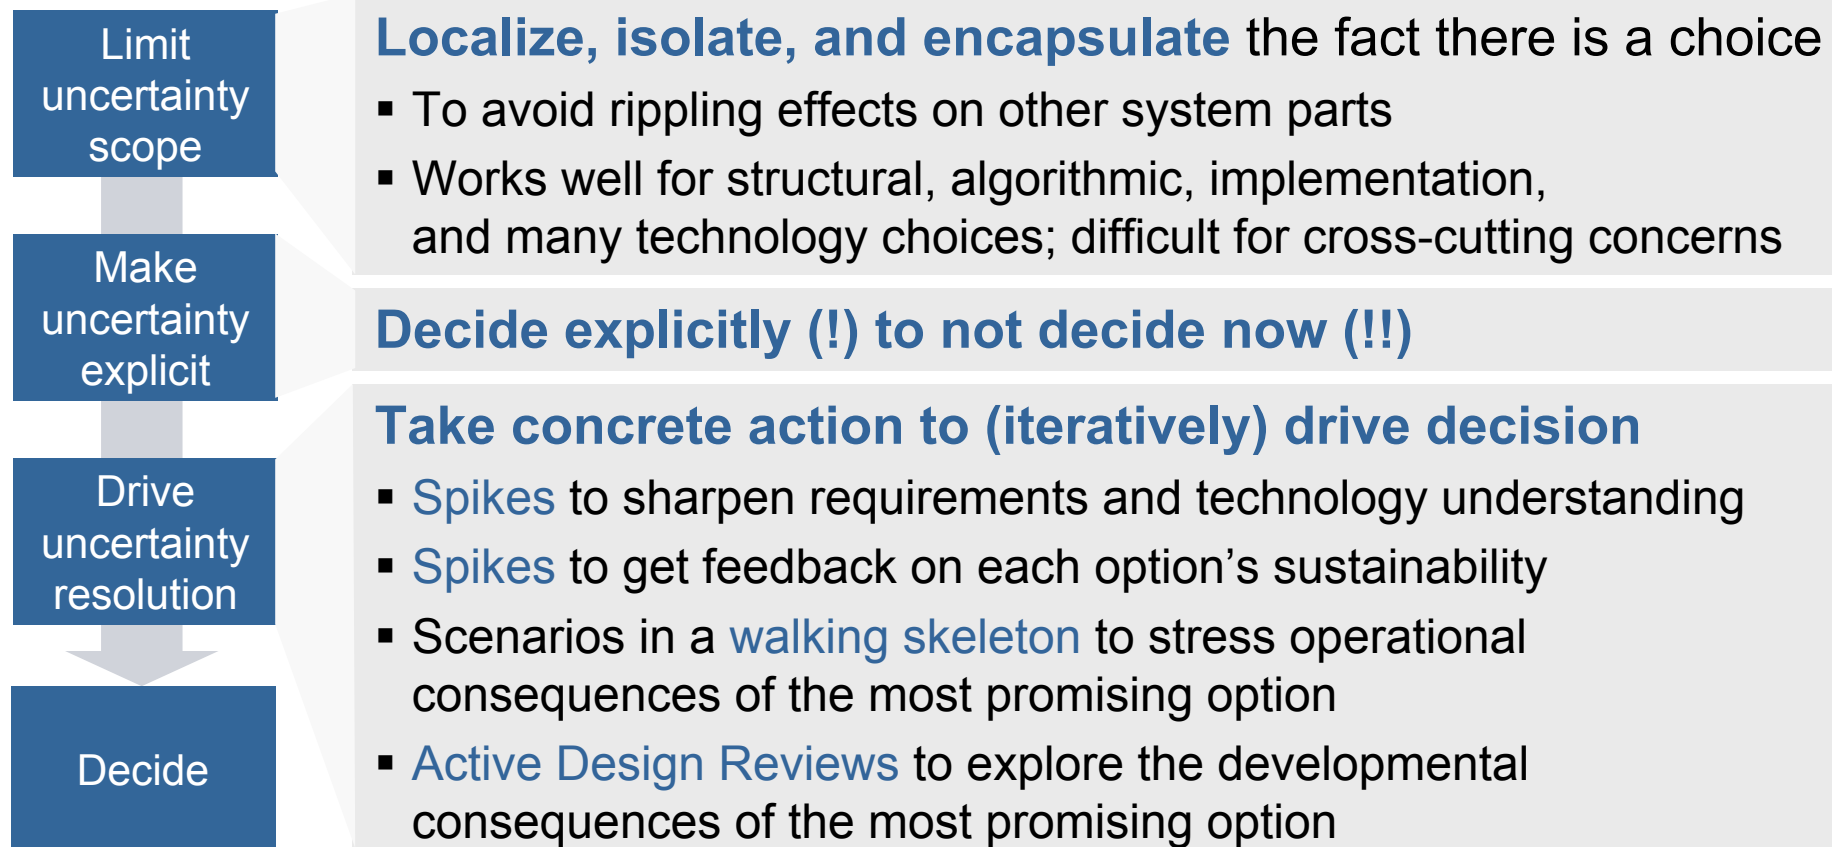 Limit
uncertainty
scope
Localize, isolate, and encapsulate the fact there is a choice
▪ To avoid rippling effects on other system parts
▪ Works well for structural, algorithmic, implementation,
and many technology choices; difficult for cross-cutting concerns
Make
uncertainty
explicit
Decide explicitly (!) to not decide now (!!)
Drive
uncertainty
resolution
Take concrete action to (iteratively) drive decision
▪ Spikes to sharpen requirements and technology understanding
▪ Spikes to get feedback on each option’s sustainability
▪ Scenarios in a walking skeleton to stress operational
consequences of the most promising option
▪ Active Design Reviews to explore the developmental
consequences of the most promising option
Decide